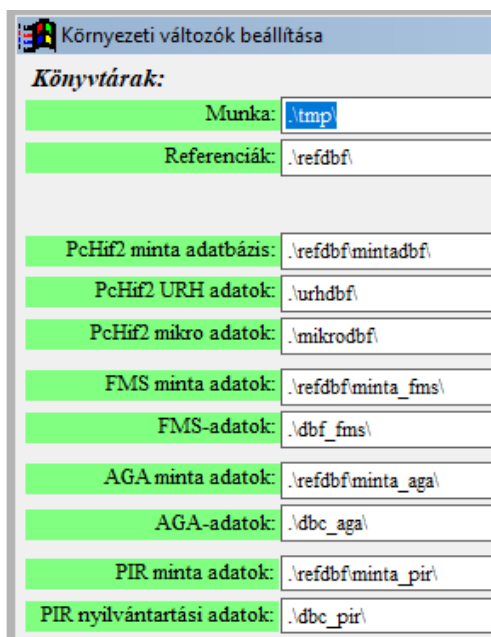 Környezeti változók beállítása
Könyvtárak:
Munka: .\tmp\
Referenciák: .\refdbf\
PcHif2 minta adatbázis: .\refdbf\mintadbf\
PcHif2 URH adatok: .\urhdbf\
PcHif2 mikro adatok: .\mikrodbf\
FMS minta adatok: .\refdbf\minta_fms\
FMS-adatok: .\dbf_fms\
AGA minta adatok: .\refdbf\minta_aga\
AGA-adatok: .\dbc_aga\
PIR minta adatok: .\refdbf\minta_pir\
PIR nyilvántartási adatok: .\dbc_pir\